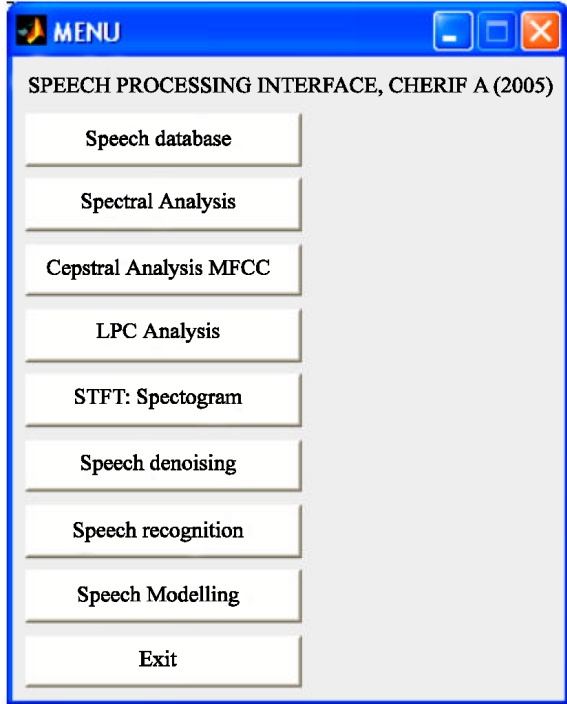 MENU
SPEECH PROCESSING INTERFACE, CHERIF A (2005)
Speech database
Spectral Analysis
Cepstral Analysis MFCC
LPC Analysis
STFT: Spectogram
Speech denoising
Speech recognition
Speech Modelling
Exit